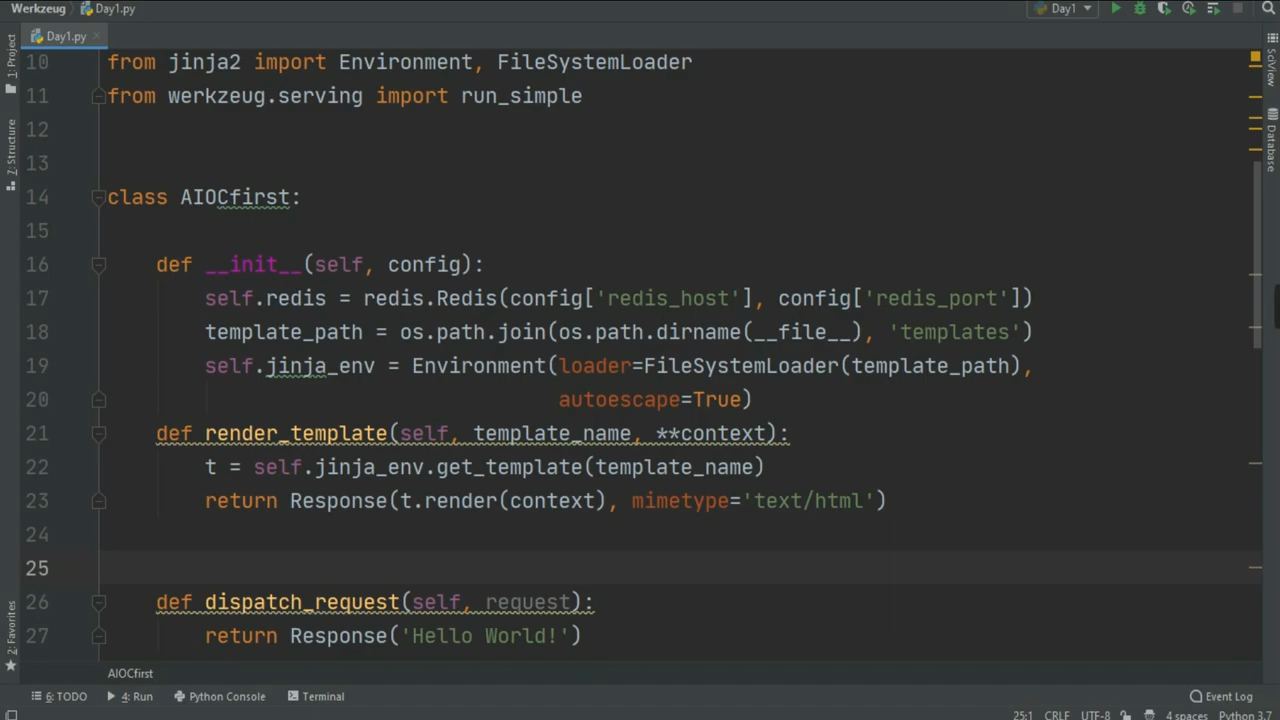 Werkzeug Day1.py Day1
Day1.py
1: Project
Z: Structure
2: Favorites
SciView
Database
10 from jinja2 import Environment, FileSystemLoader
11 from werkzeug.serving import run_simple
12
13
14 class AIOCfirst:
15
16     def __init__(self, config):
17         self.redis = redis.Redis(config['redis_host'], config['redis_port'])
18         template_path = os.path.join(os.path.dirname(__file__), 'templates')
19         self.jinja_env = Environment(loader=FileSystemLoader(template_path),
20                                      autoescape=True)
21     def render_template(self, template_name, **context):
22         t = self.jinja_env.get_template(template_name)
23         return Response(t.render(context), mimetype='text/html')
24
25
26     def dispatch_request(self, request):
27         return Response('Hello World!')
AIOCfirst
6: TODO 4: Run Python Console Terminal Event Log
25:1 CRLF UTF-8 4 spaces Python 3.7